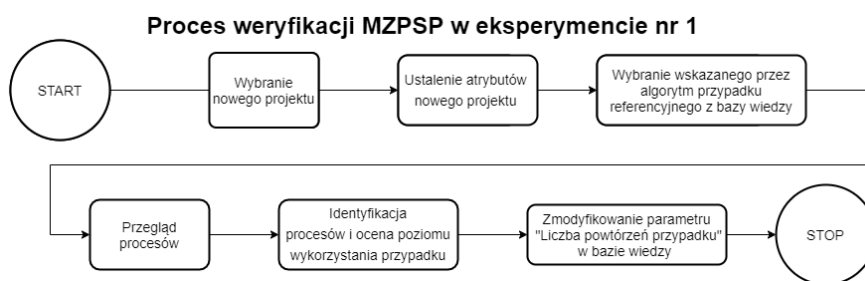 Proces weryfikacji MZPSP w eksperymencie nr 1
START
Wybranie
nowego projektu
Ustalenie atrybutów
nowego projektu
Wybranie wskazanego przez
algorytm przypadku
referencyjnego z bazy wiedzy
Przegląd
procesów
Identyfikacja
procesów i ocena poziomu
wykorzystania przypadku
Zmodyfikowanie parametru
"Liczba powtórzeń przypadku"
w bazie wiedzy
STOP